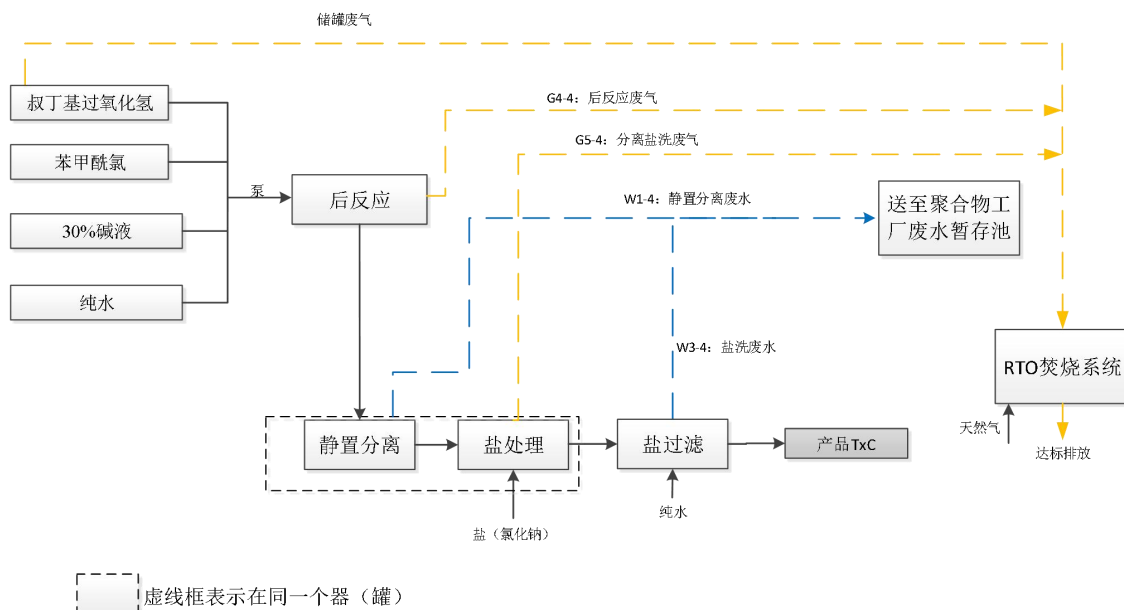 储罐废气
叔丁基过氧化氢
G4-4：后反应废气
G5-4：分离盐洗废气
苯甲酰氯
泵
后反应
W1-4：静置分离废水
送至聚合物工
厂废水暂存池
30%碱液
纯水
W3-4：盐洗废水
RTO焚烧系统
天然气
达标排放
静置分离
盐处理
盐过滤
产品TxC
纯水
盐（氯化钠）
虚线框表示在同一个器（罐）